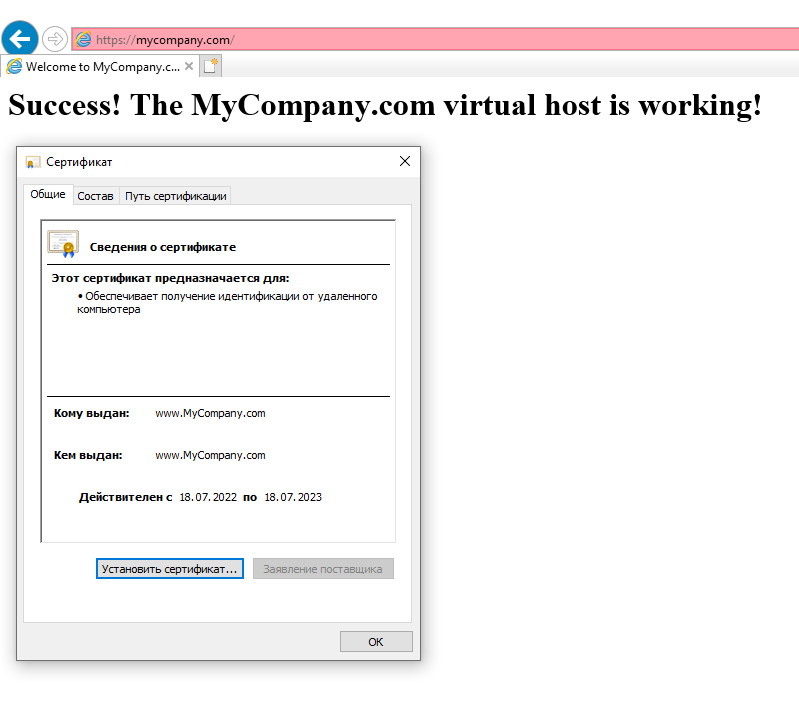 https://mycompany.com/
Welcome to MyCompany.c...
Success! The MyCompany.com virtual host is working!
Сертификат
Общие Состав Путь сертификации
Сведения о сертификате
Этот сертификат предназначается для:
• Обеспечивает получение идентификации от удаленного
компьютера
Кому выдан: www.MyCompany.com
Кем выдан: www.MyCompany.com
Действителен с 18.07.2022 по 18.07.2023
Установить сертификат... Заявление поставщика
ОК